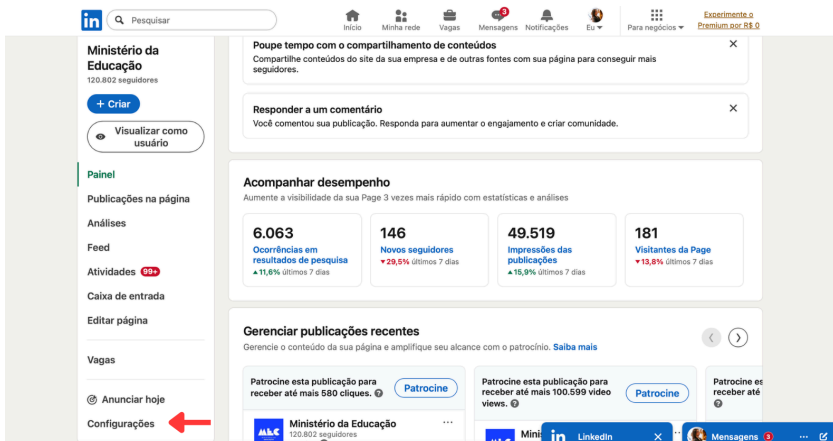 in
Pesquisar
Início
Minha rede
Vagas
3
Mensagens
Notificações
Eu
Para negócios
Experimente o
Premium por R$ 0
Ministério da
Educação
120.802 seguidores
+ Criar
Visualizar como
usuário
Painel
Publicações na página
Análises
Feed
Atividades 99+
Caixa de entrada
Editar página
Vagas
Anunciar hoje
Configurações
Poupe tempo com o compartilhamento de conteúdos
Compartilhe conteúdos do site da sua empresa e de outras fontes com sua página para conseguir mais
seguidores.
Responder a um comentário
Você comentou sua publicação. Responda para aumentar o engajamento e criar comunidade.
Acompanhar desempenho
Aumente a visibilidade da sua Page 3 vezes mais rápido com estatísticas e análises
6.063
Ocorrências em
resultados de pesquisa
▲11,6% últimos 7 dias
146
Novos seguidores
▼29,5% últimos 7 dias
49.519
Impressões das
publicações
▲15,9% últimos 7 dias
181
Visitantes da Page
▼13,8% últimos 7 dias
Gerenciar publicações recentes
Gerencie o conteúdo da sua página e amplifique seu alcance com o patrocínio. Saiba mais
Patrocine esta publicação para
receber até mais 580 cliques.
Patrocine
MEC
Ministério da Educação
120.802 seguidores
Patrocine esta publicação para
receber até mais 100.599 video
views.
Patrocine
Minis
Patrocine es
receber até
in LinkedIn
Mensagens 3